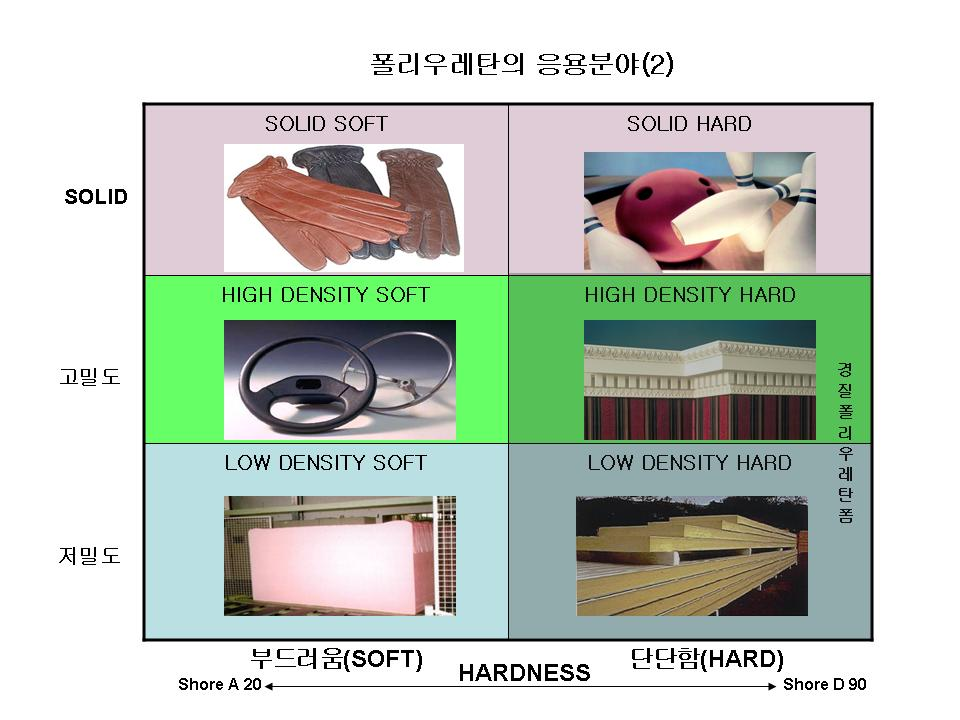 폴리우레탄의 응용분야(2)
SOLID SOFT
SOLID HARD
SOLID
HIGH DENSITY SOFT
HIGH DENSITY HARD
고밀도
경질폴리우레탄폼
LOW DENSITY SOFT
LOW DENSITY HARD
저밀도
부드러움(SOFT)
단단함(HARD)
HARDNESS
Shore A 20
Shore D 90